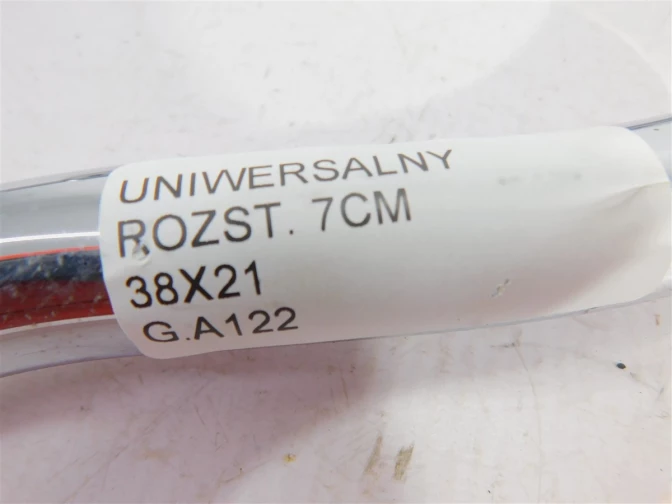 UNIWERSALNY
ROZST. 7CM
38X21
G.A122